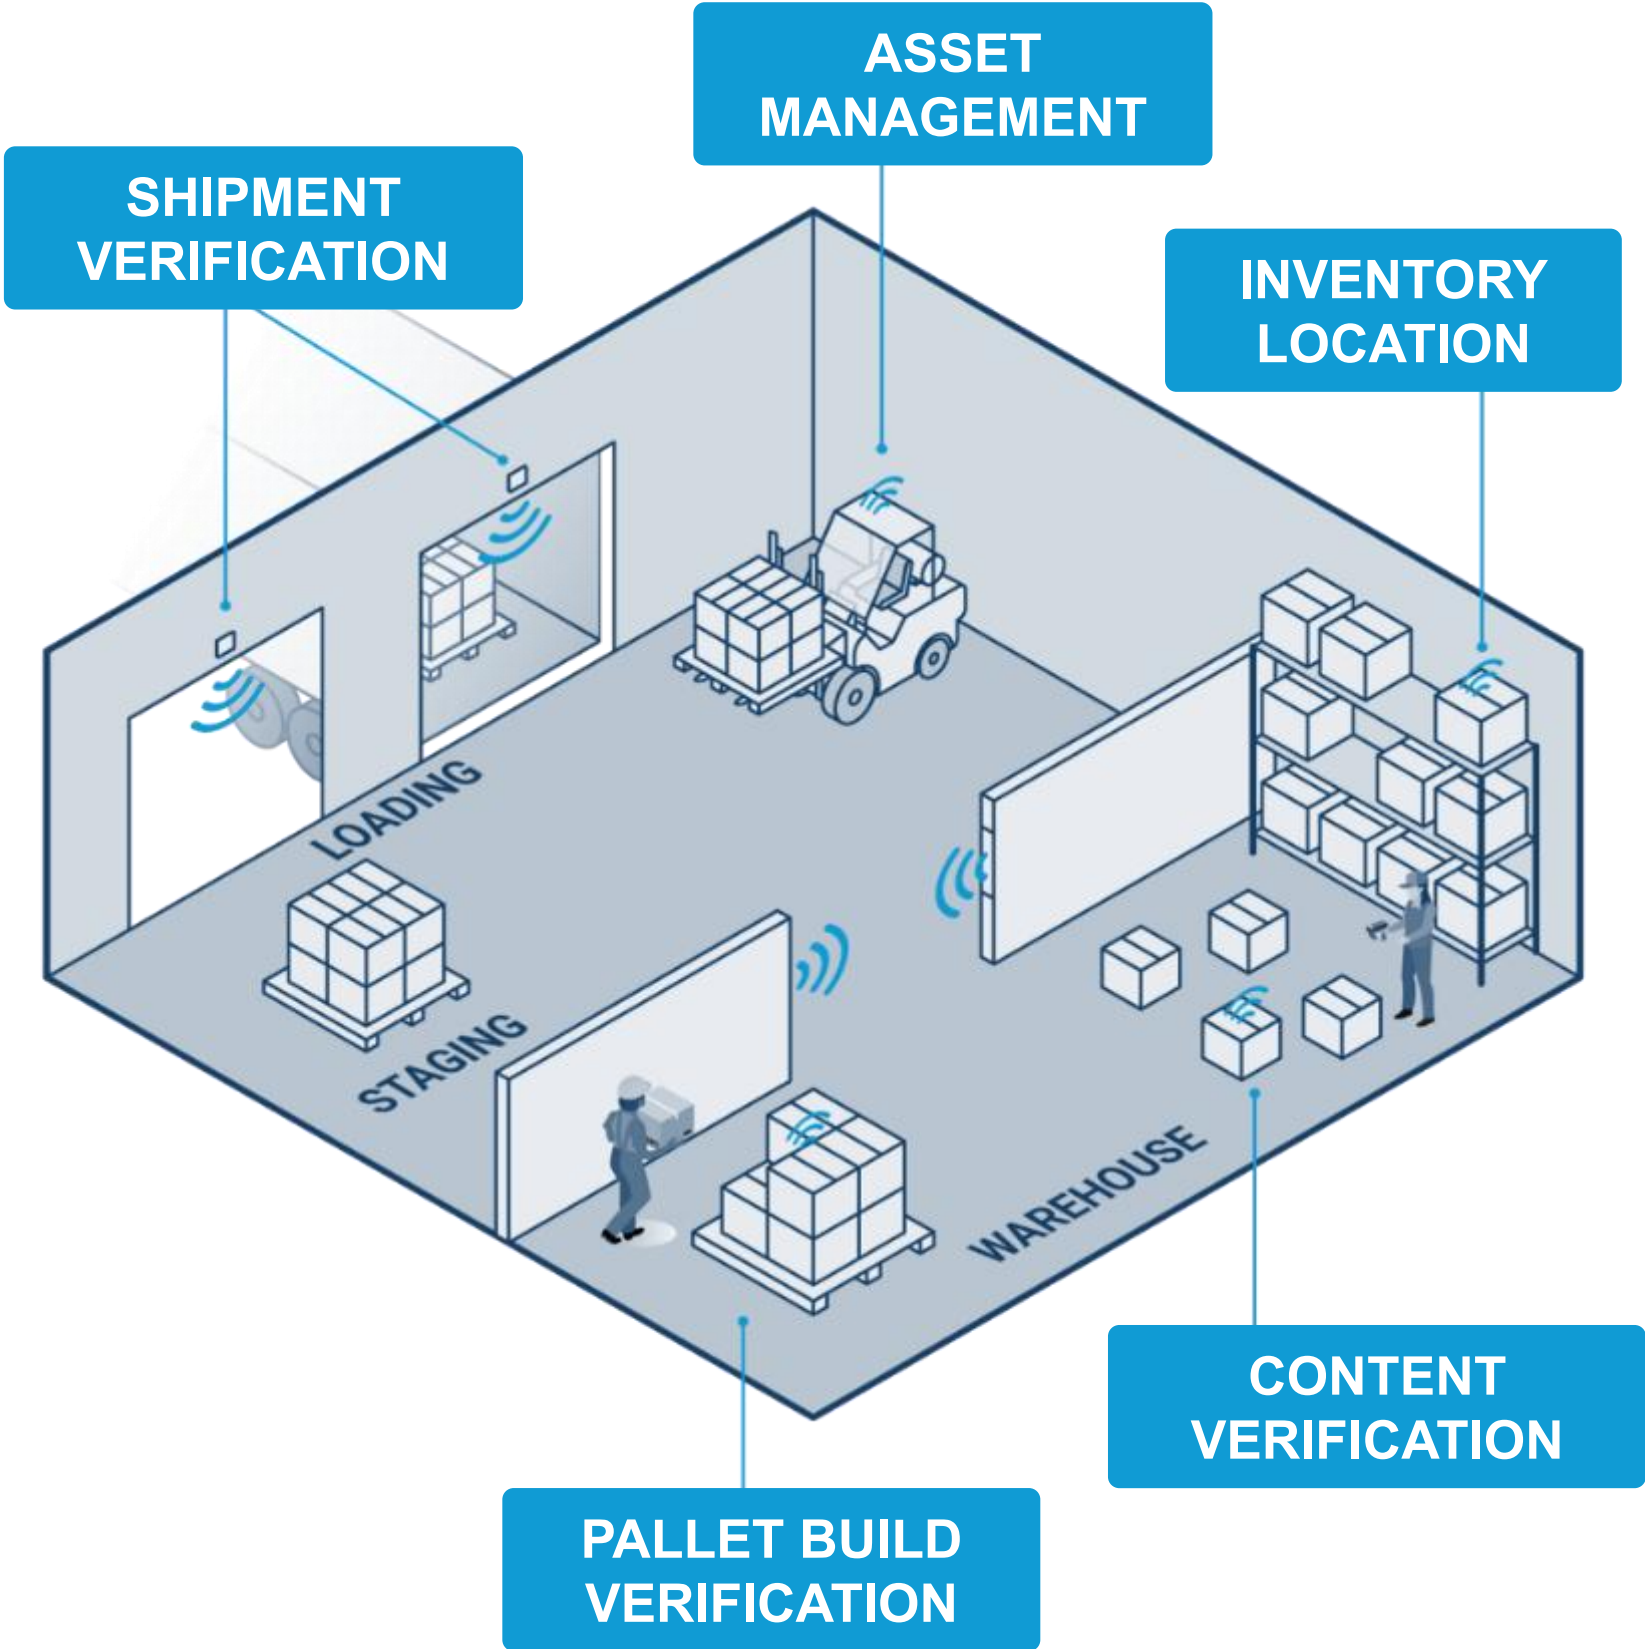 ASSET
MANAGEMENT
SHIPMENT
VERIFICATION
INVENTORY
LOCATION
LOADING
STAGING
WAREHOUSE
CONTENT
VERIFICATION
PALLET BUILD
VERIFICATION